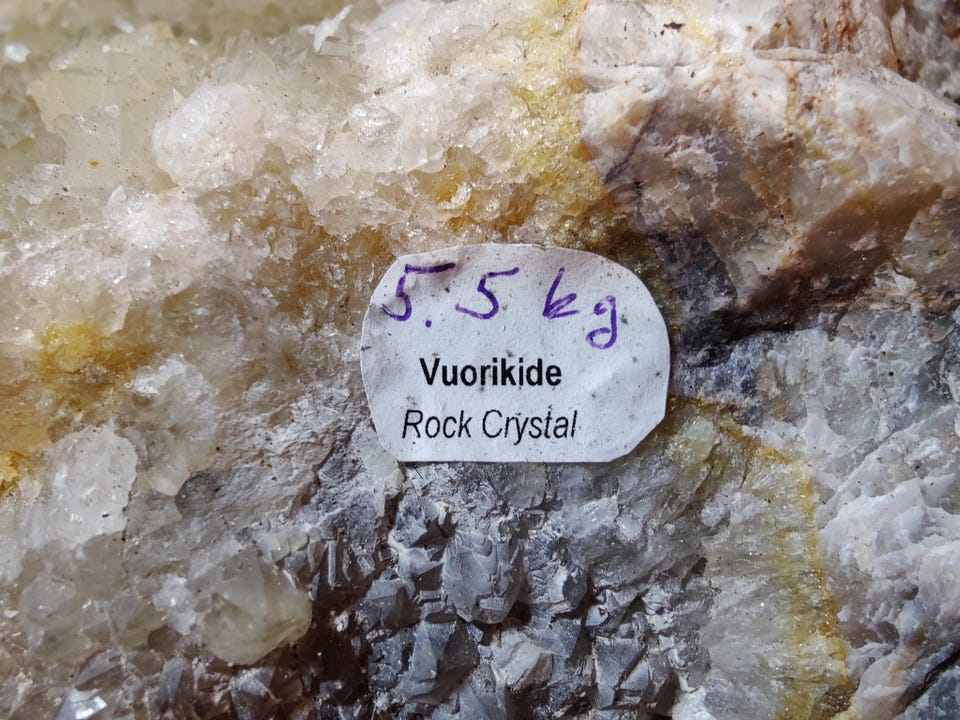 5.5 kg
Vuorikide
Rock Crystal